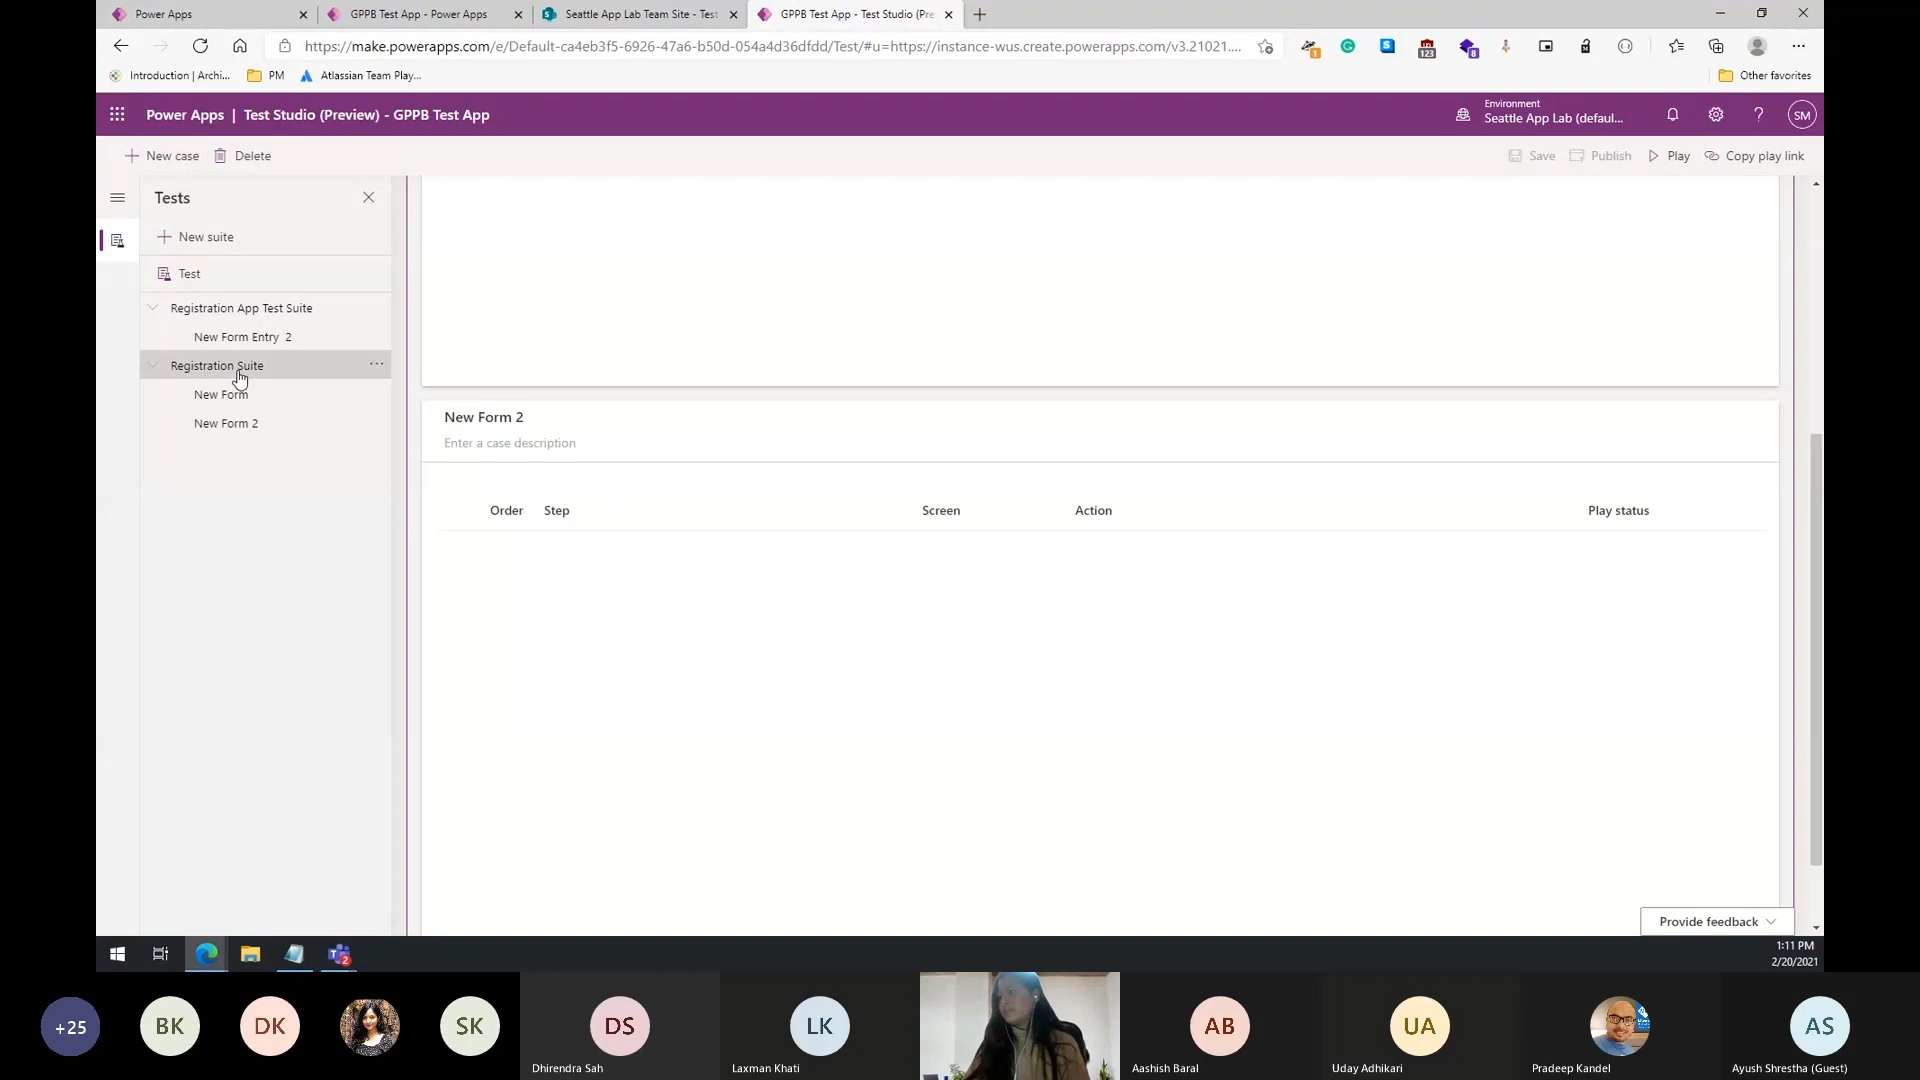 Power Apps
GPPB Test App - Power Apps
Seattle App Lab Team Site - Test
GPPB Test App - Test Studio (Pre
https://make.powerapps.com/e/Default-ca4eb3f5-6926-47a6-b50d-054a4d36dfdd/Test/#u=https://instance-wus.create.powerapps.com/v3.21021....
1
123
8
Introduction | Archi...
PM
Atlassian Team Play...
Other favorites
Power Apps | Test Studio (Preview) - GPPB Test App
Environment
Seattle App Lab (defaul...
?
SM
New case
Delete
Save
Publish
Play
Copy play link
Tests
New suite
Test
Registration App Test Suite
New Form Entry 2
Registration Suite
...
New Form
New Form 2
New Form 2
Enter a case description
Order
Step
Screen
Action
Play status
Provide feedback
2
1:11 PM
2/20/2021
+25
BK
DK
SK
DS
LK
AB
UA
AS
Dhirendra Sah
Laxman Khati
Aashish Baral
Uday Adhikari
Pradeep Kandel
Ayush Shrestha (Guest)